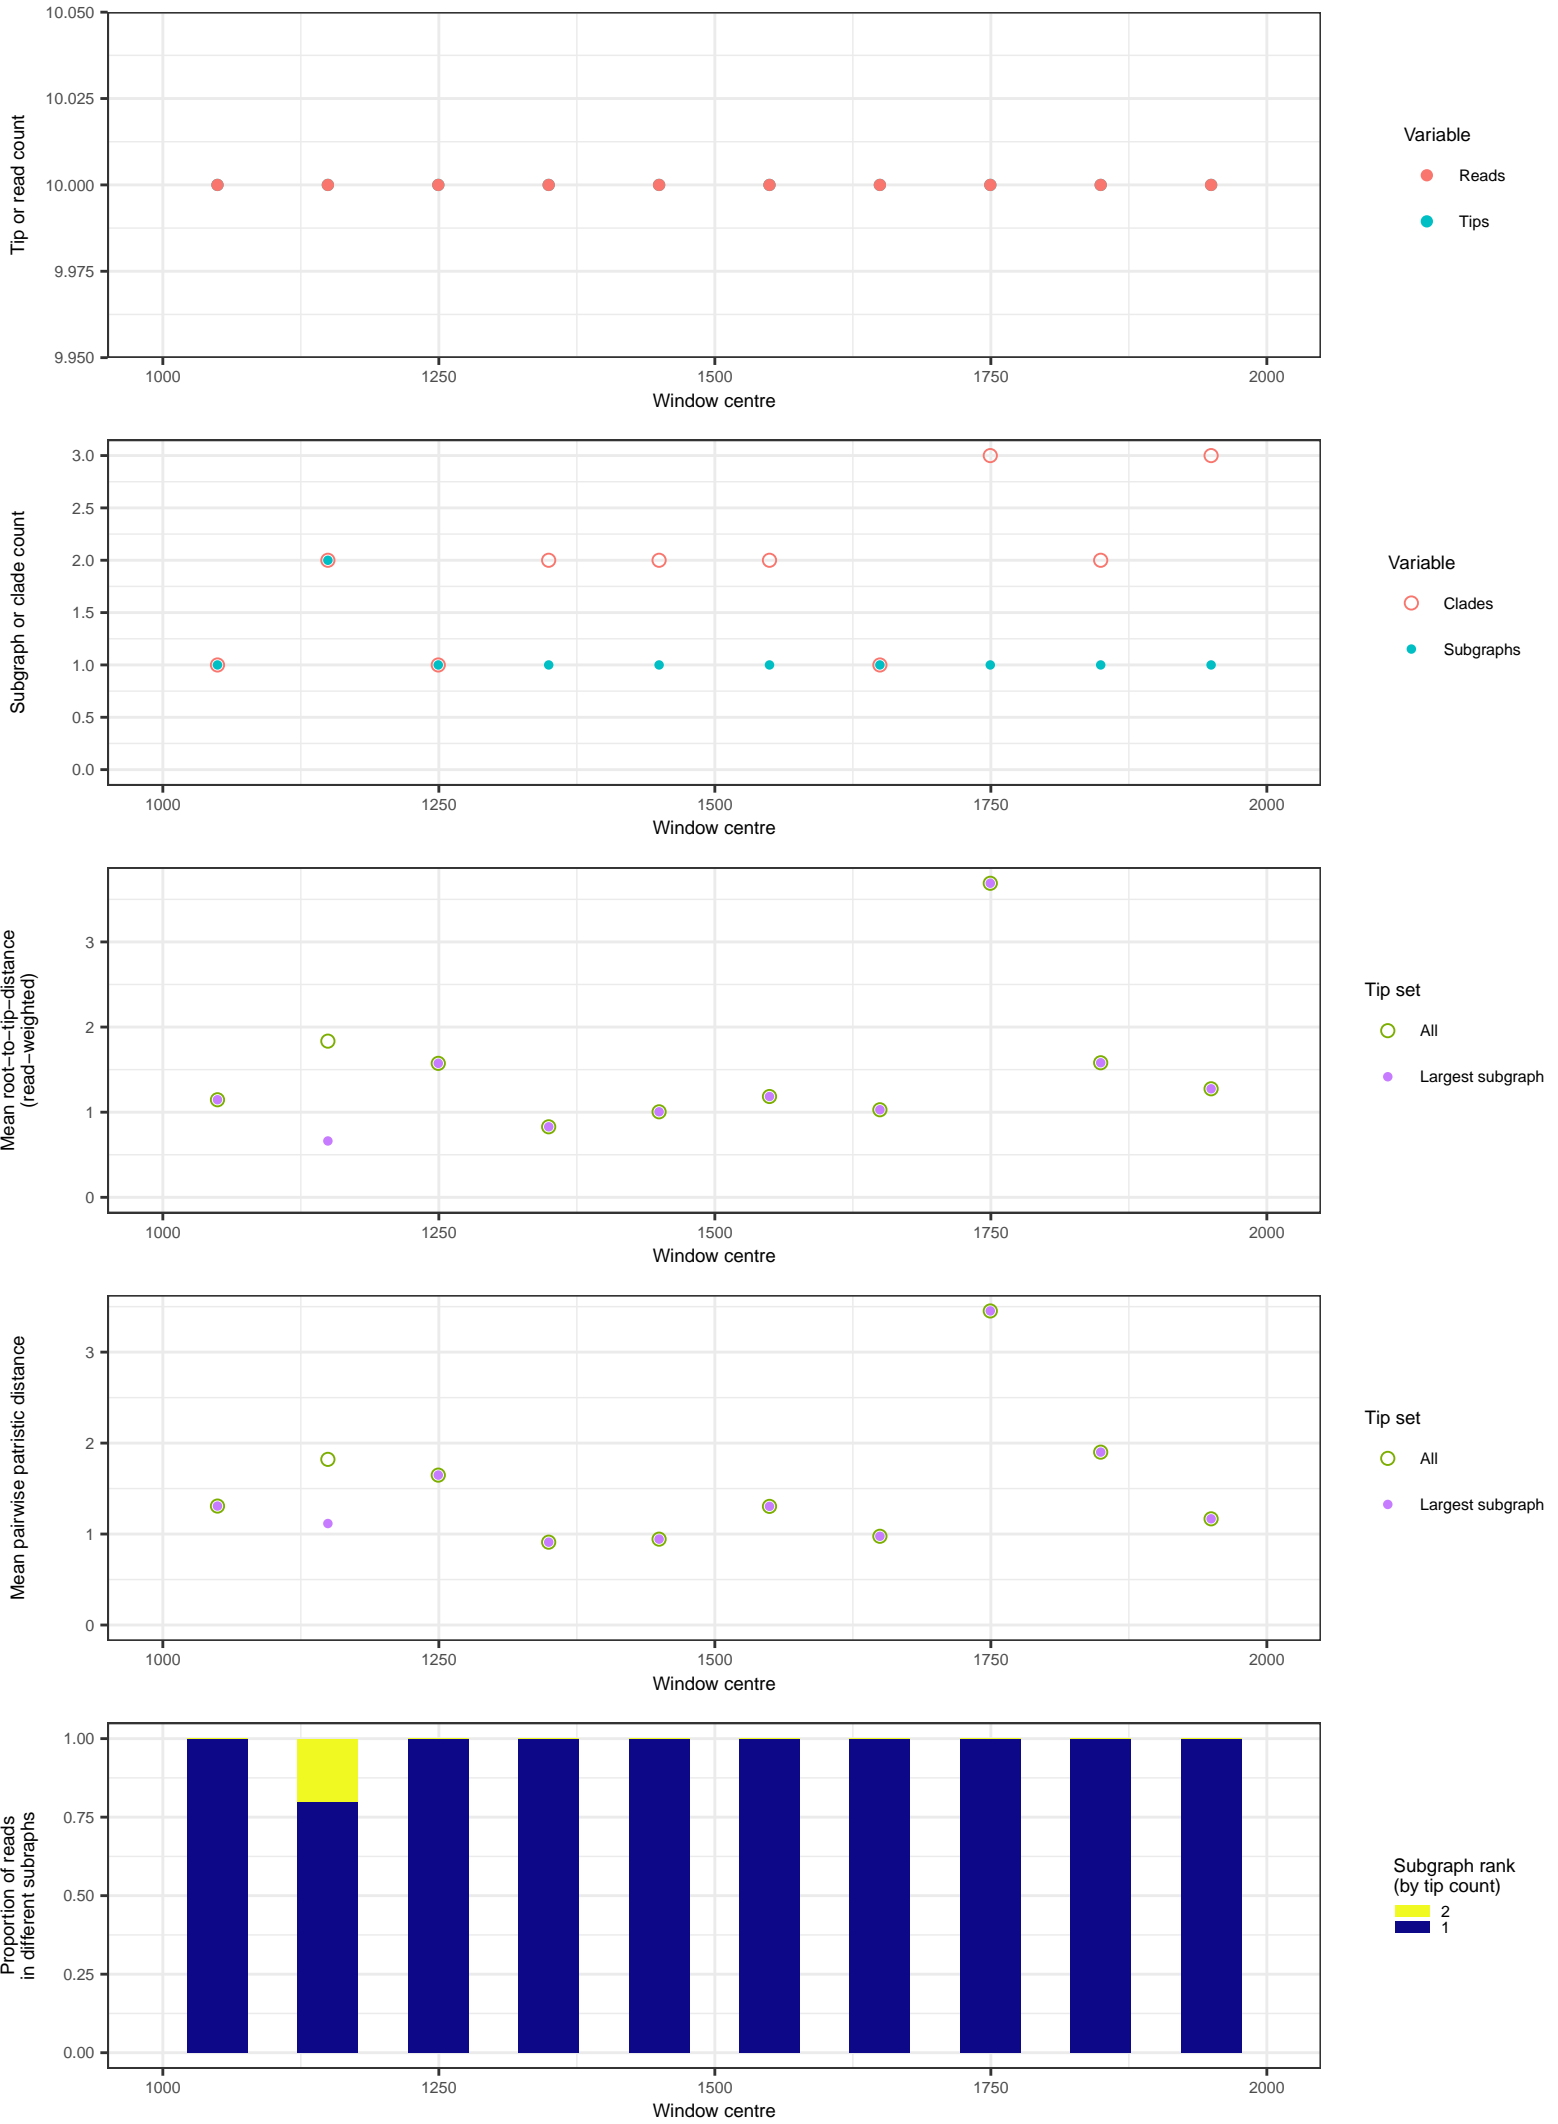 10.050
10.025
10.000
9.975
9.950
Tip or read count
1000 1250 1500 1750 2000
Window centre
Variable
Reads
Tips
3.0
2.5
2.0
1.5
1.0
0.5
0.0
Subgraph or clade count
1000 1250 1500 1750 2000
Window centre
Variable
Clades
Subgraphs
3
2
1
0
Mean root−to−tip−distance
(read−weighted)
1000 1250 1500 1750 2000
Window centre
Tip set
All
Largest subgraph
3
2
1
0
Mean pairwise patristic distance
1000 1250 1500 1750 2000
Window centre
Tip set
All
Largest subgraph
1.00
0.75
0.50
0.25
0.00
Proportion of reads
in different subraphs
1000 1250 1500 1750 2000
Window centre
Subgraph rank
(by tip count)
2
1